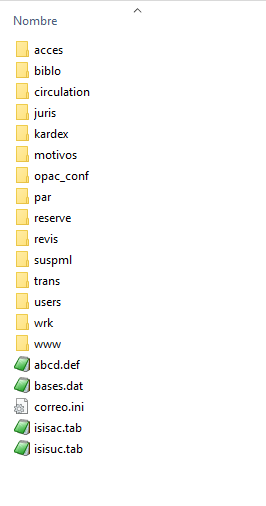 Nombre
acces
biblo
circulation
juris
kardex
motivos
opac_conf
par
reserve
revis
suspml
trans
users
wrk
www
abcd.def
bases.dat
correo.ini
isisac.tab
isisuc.tab